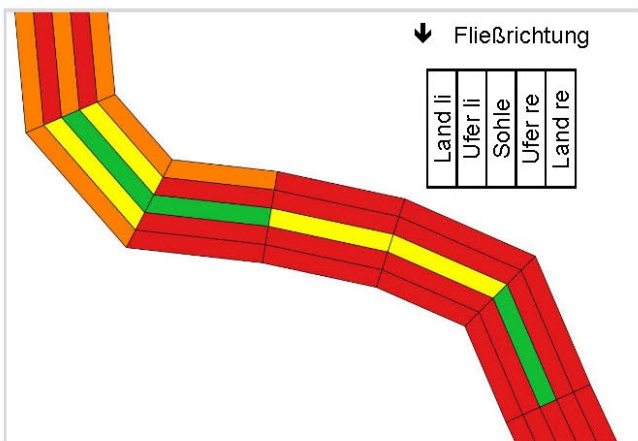 🡻 Fließrichtung
Land li
Ufer li
Sohle
Ufer re
Land re